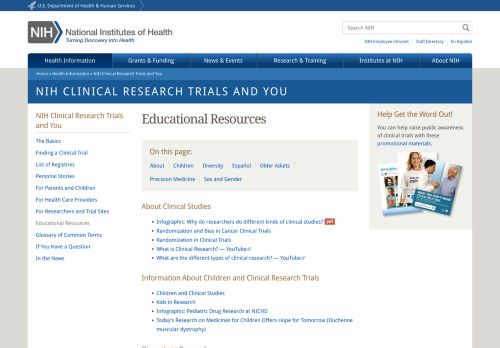 U.S. Department of Health & Human Services
NIH
National Institutes of Health
Turning Discovery Into Health
Search NIH
NIH Employee Intranet
Staff Directory
En Español
Health Information
Grants & Funding
News & Events
Research & Training
Institutes at NIH
About NIH
Home » Health Information » NIH Clinical Research Trials and You
NIH CLINICAL RESEARCH TRIALS AND YOU
NIH Clinical Research Trials
and You
The Basics
Finding a Clinical Trial
List of Registries
Personal Stories
For Parents and Children
For Health Care Providers
For Researchers and Trial Sites
Educational Resources
Glossary of Common Terms
If You Have a Question
In the News
Educational Resources
On this page:
About
Children
Diversity
Español
Older Adults
Precision Medicine
Sex and Gender
About Clinical Studies
Infographic: Why do researchers do different kinds of clinical studies?
Randomization and Bias in Cancer Clinical Trials
Randomization in Clinical Trials
What is Clinical Research? — YouTube
What are the different types of clinical research? — YouTube
Information About Children and Clinical Research Trials
Children and Clinical Studies
Kids in Research
Infographic: Pediatric Drug Research at NICHD
Today's Research on Medicines for Children Offers Hope for Tomorrow (Duchenne
muscular dystrophy)
Help Get the Word Out!
You can help raise public awareness
of clinical trials with these
promotional materials.